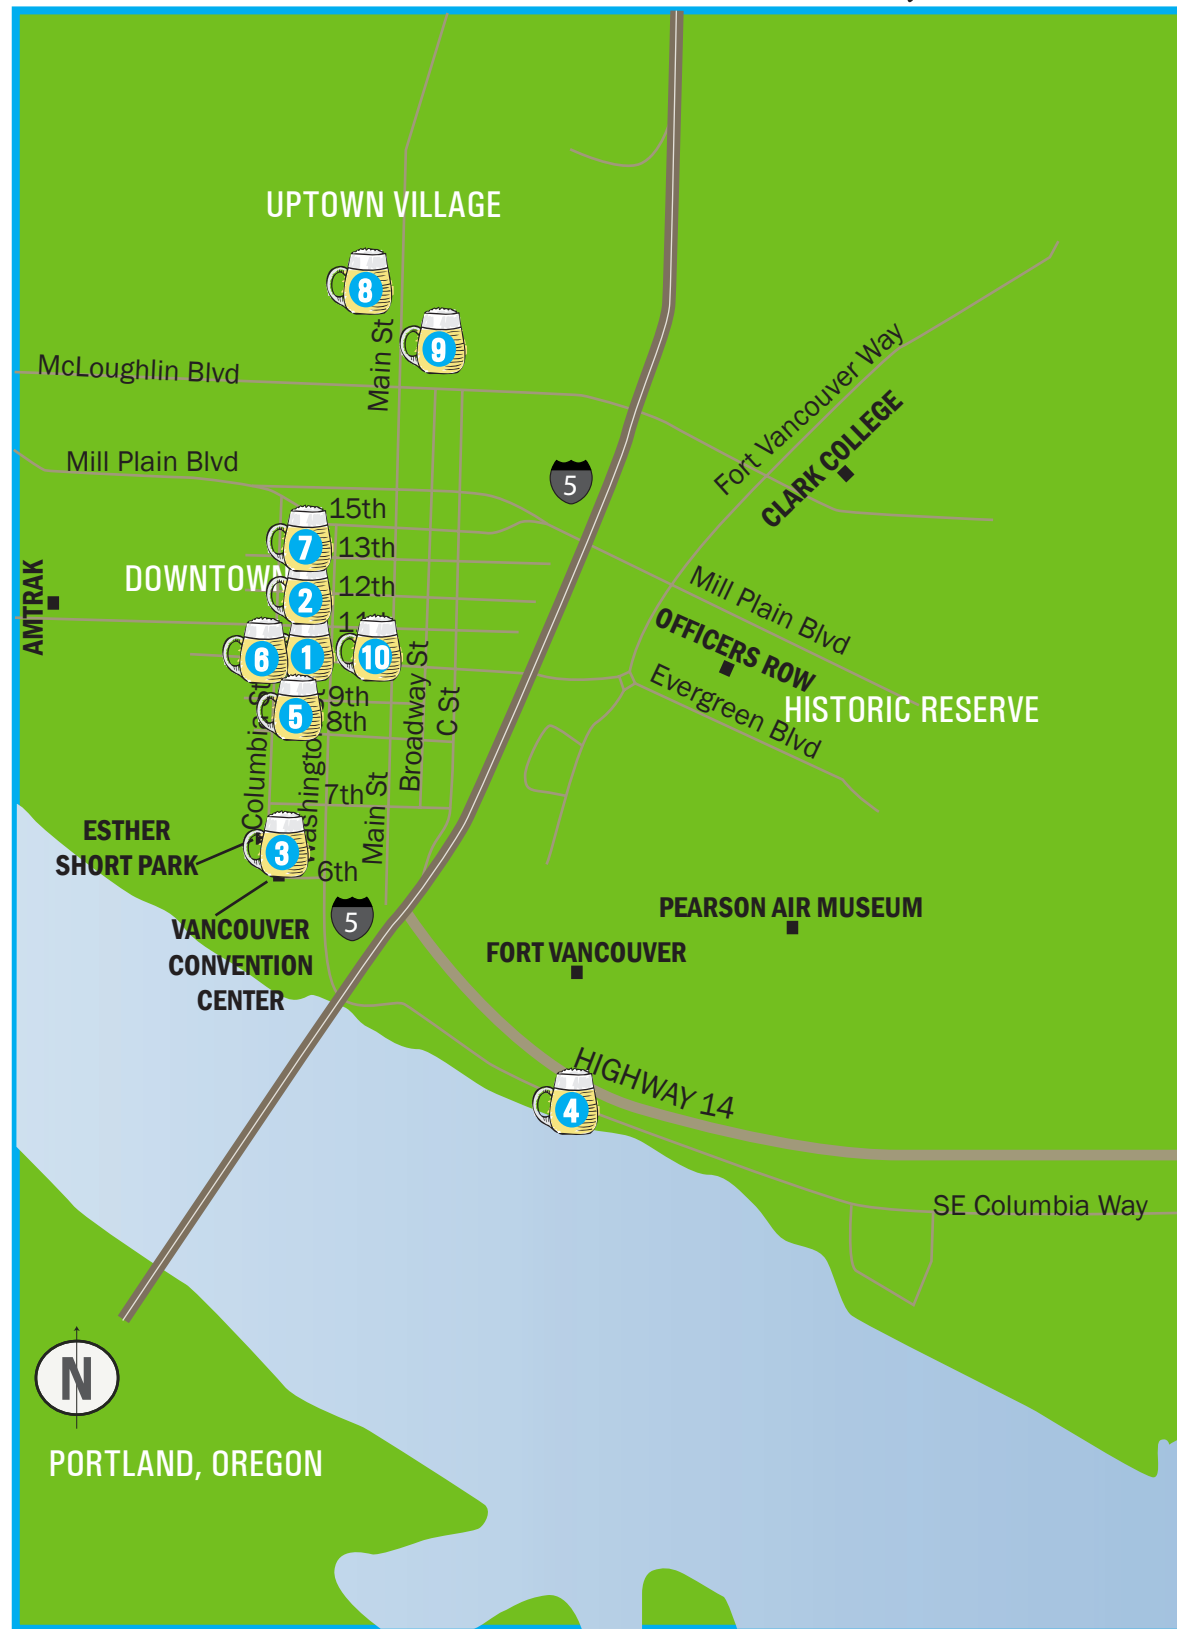 UPTOWN VILLAGE
8
9
Main St
McLoughlin Blvd
Fort Vancouver Way
CLARK COLLEGE
Mill Plain Blvd
5
15th
7
13th
DOWNTOWN
2
12th
AMTRAK
11th
6
1
10
Mill Plain Blvd
OFFICERS ROW
Evergreen Blvd
HISTORIC RESERVE
Columbia St
9th
5
8th
Washington St
Broadway St
C St
7th
Main St
ESTHER
SHORT PARK
3
6th
VANCOUVER
CONVENTION
CENTER
5
PEARSON AIR MUSEUM
FORT VANCOUVER
HIGHWAY 14
4
SE Columbia Way
N
PORTLAND, OREGON